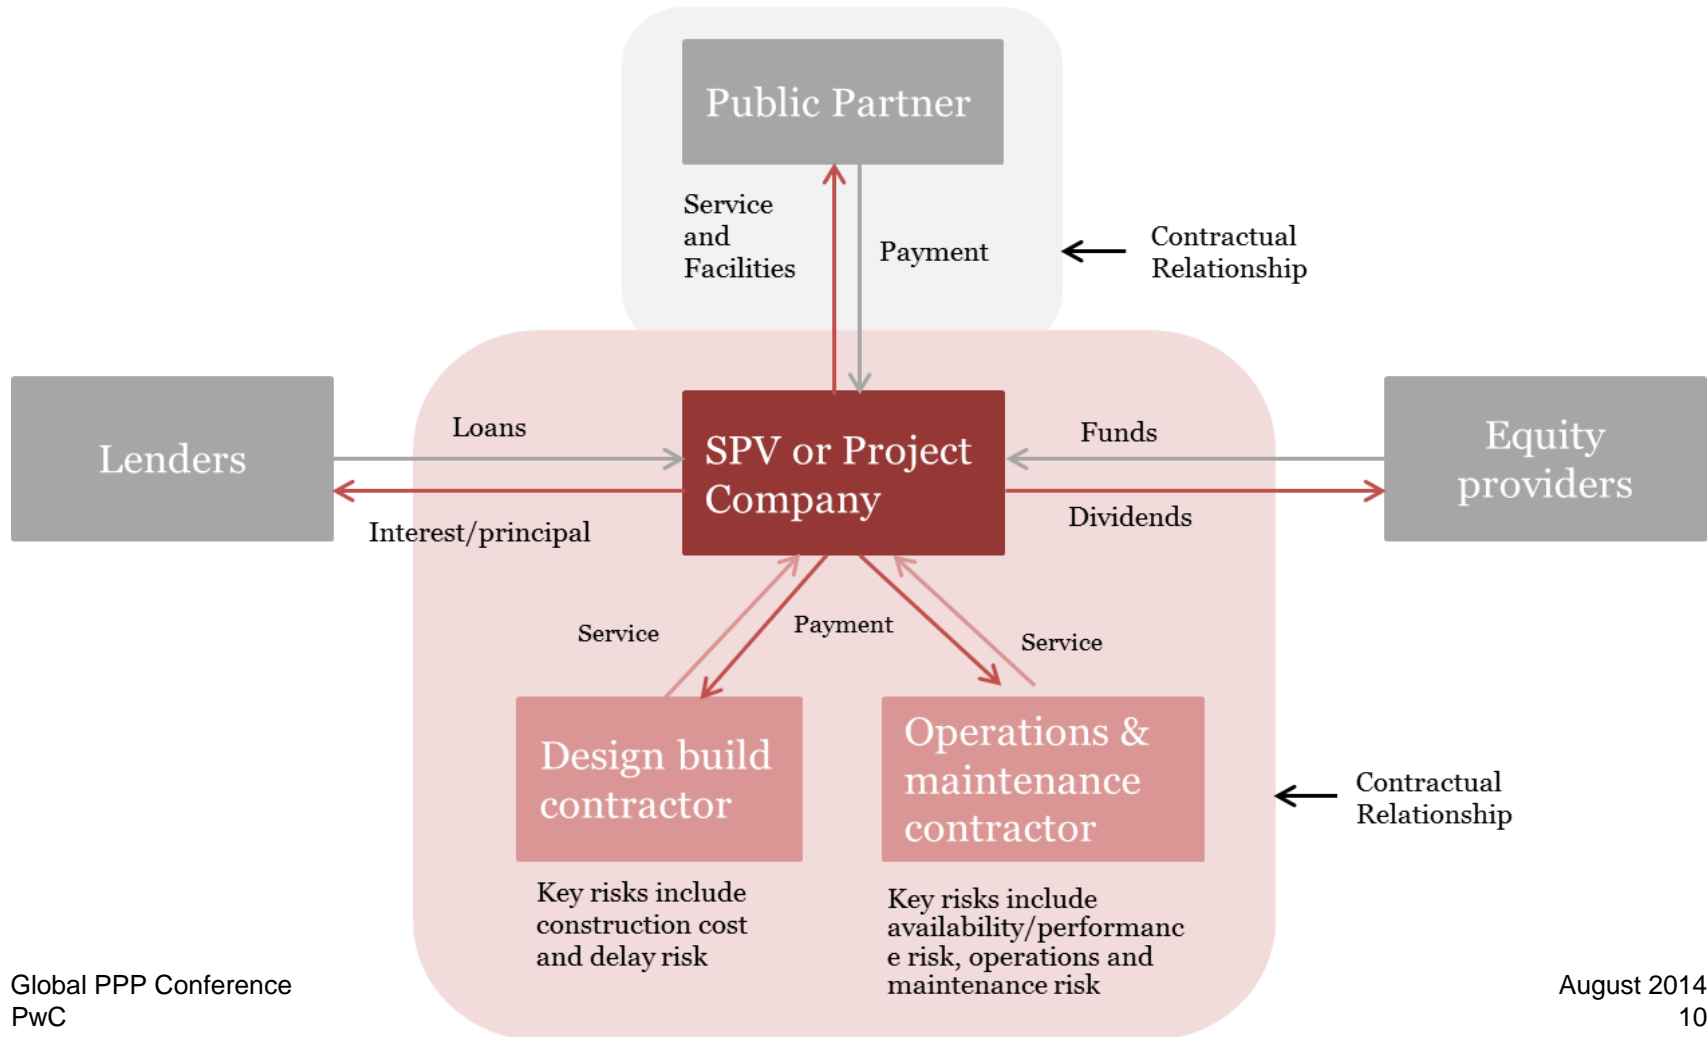 Public Partner
Service
and
Facilities
Payment
Contractual
Relationship
Lenders
Loans
Interest/principal
SPV or Project
Company
Funds
Dividends
Equity
providers
Service
Payment
Service
Design build
contractor
Operations &
maintenance
contractor
Contractual
Relationship
Key risks include
construction cost
and delay risk
Key risks include
availability/performanc
e risk, operations and
maintenance risk
Global PPP Conference
PwC
August 2014
10